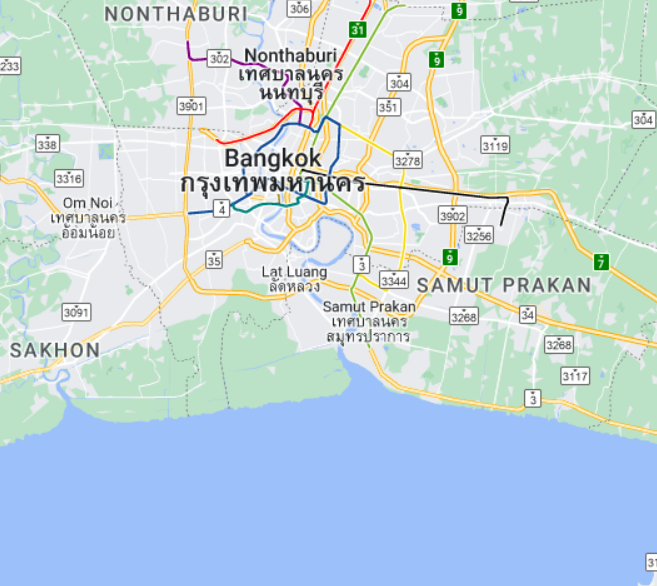 NONTHABURI
306
31
9
302
Nonthaburi
เทศบาลนคร
นนทบุรี
9
233
304
3901
351
304
338
3119
Bangkok
กรุงเทพมหานคร
3278
3316
Om Noi
เทศบาลนคร
อ้อมน้อย
4
3902
3256
35
Lat Luang
ลัดหลวง
3
9
7
3344
SAMUT PRAKAN
3091
Samut Prakan
เทศบาลนคร
สมุทรปราการ
3268
34
SAKHON
3268
3117
3